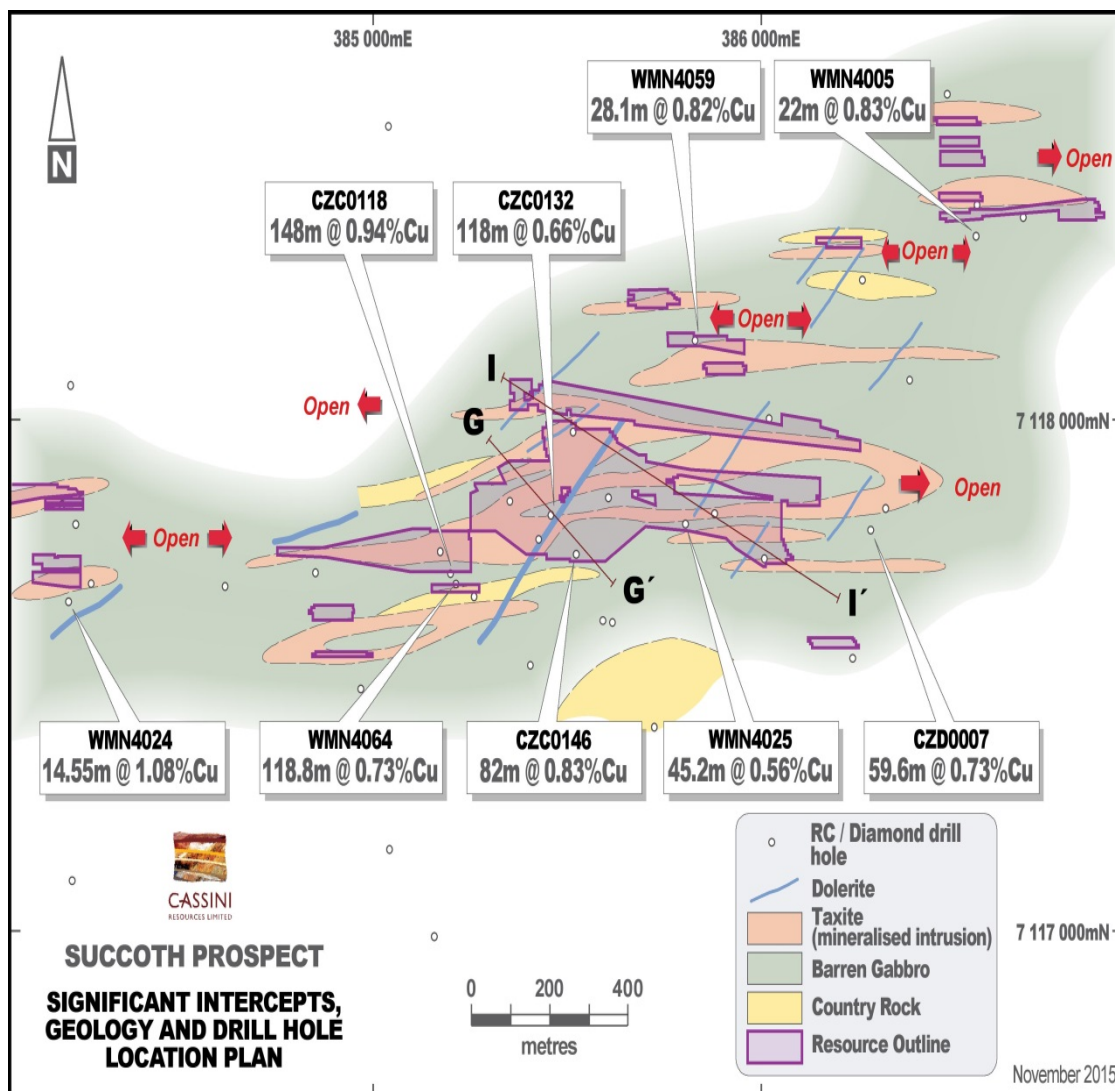 385 000mE
386 000mE
N
WMN4059
28.1m @ 0.82%Cu
WMN4005
22m @ 0.83%Cu
Open
CZC0118
148m @ 0.94%Cu
CZC0132
118m @ 0.66%Cu
Open
Open
I
Open
G
7 118 000mN
Open
Open
G´
I´
WMN4024
14.55m @ 1.08%Cu
WMN4064
118.8m @ 0.73%Cu
CZC0146
82m @ 0.83%Cu
WMN4025
45.2m @ 0.56%Cu
CZD0007
59.6m @ 0.73%Cu
CASSINI
RESOURCES LIMITED
SUCCOTH PROSPECT
SIGNIFICANT INTERCEPTS,
GEOLOGY AND DRILL HOLE
LOCATION PLAN
0 200 400
metres
RC / Diamond drill
hole
Dolerite
Taxite
(mineralised intrusion)
Barren Gabbro
Country Rock
Resource Outline
7 117 000mN
November 2015